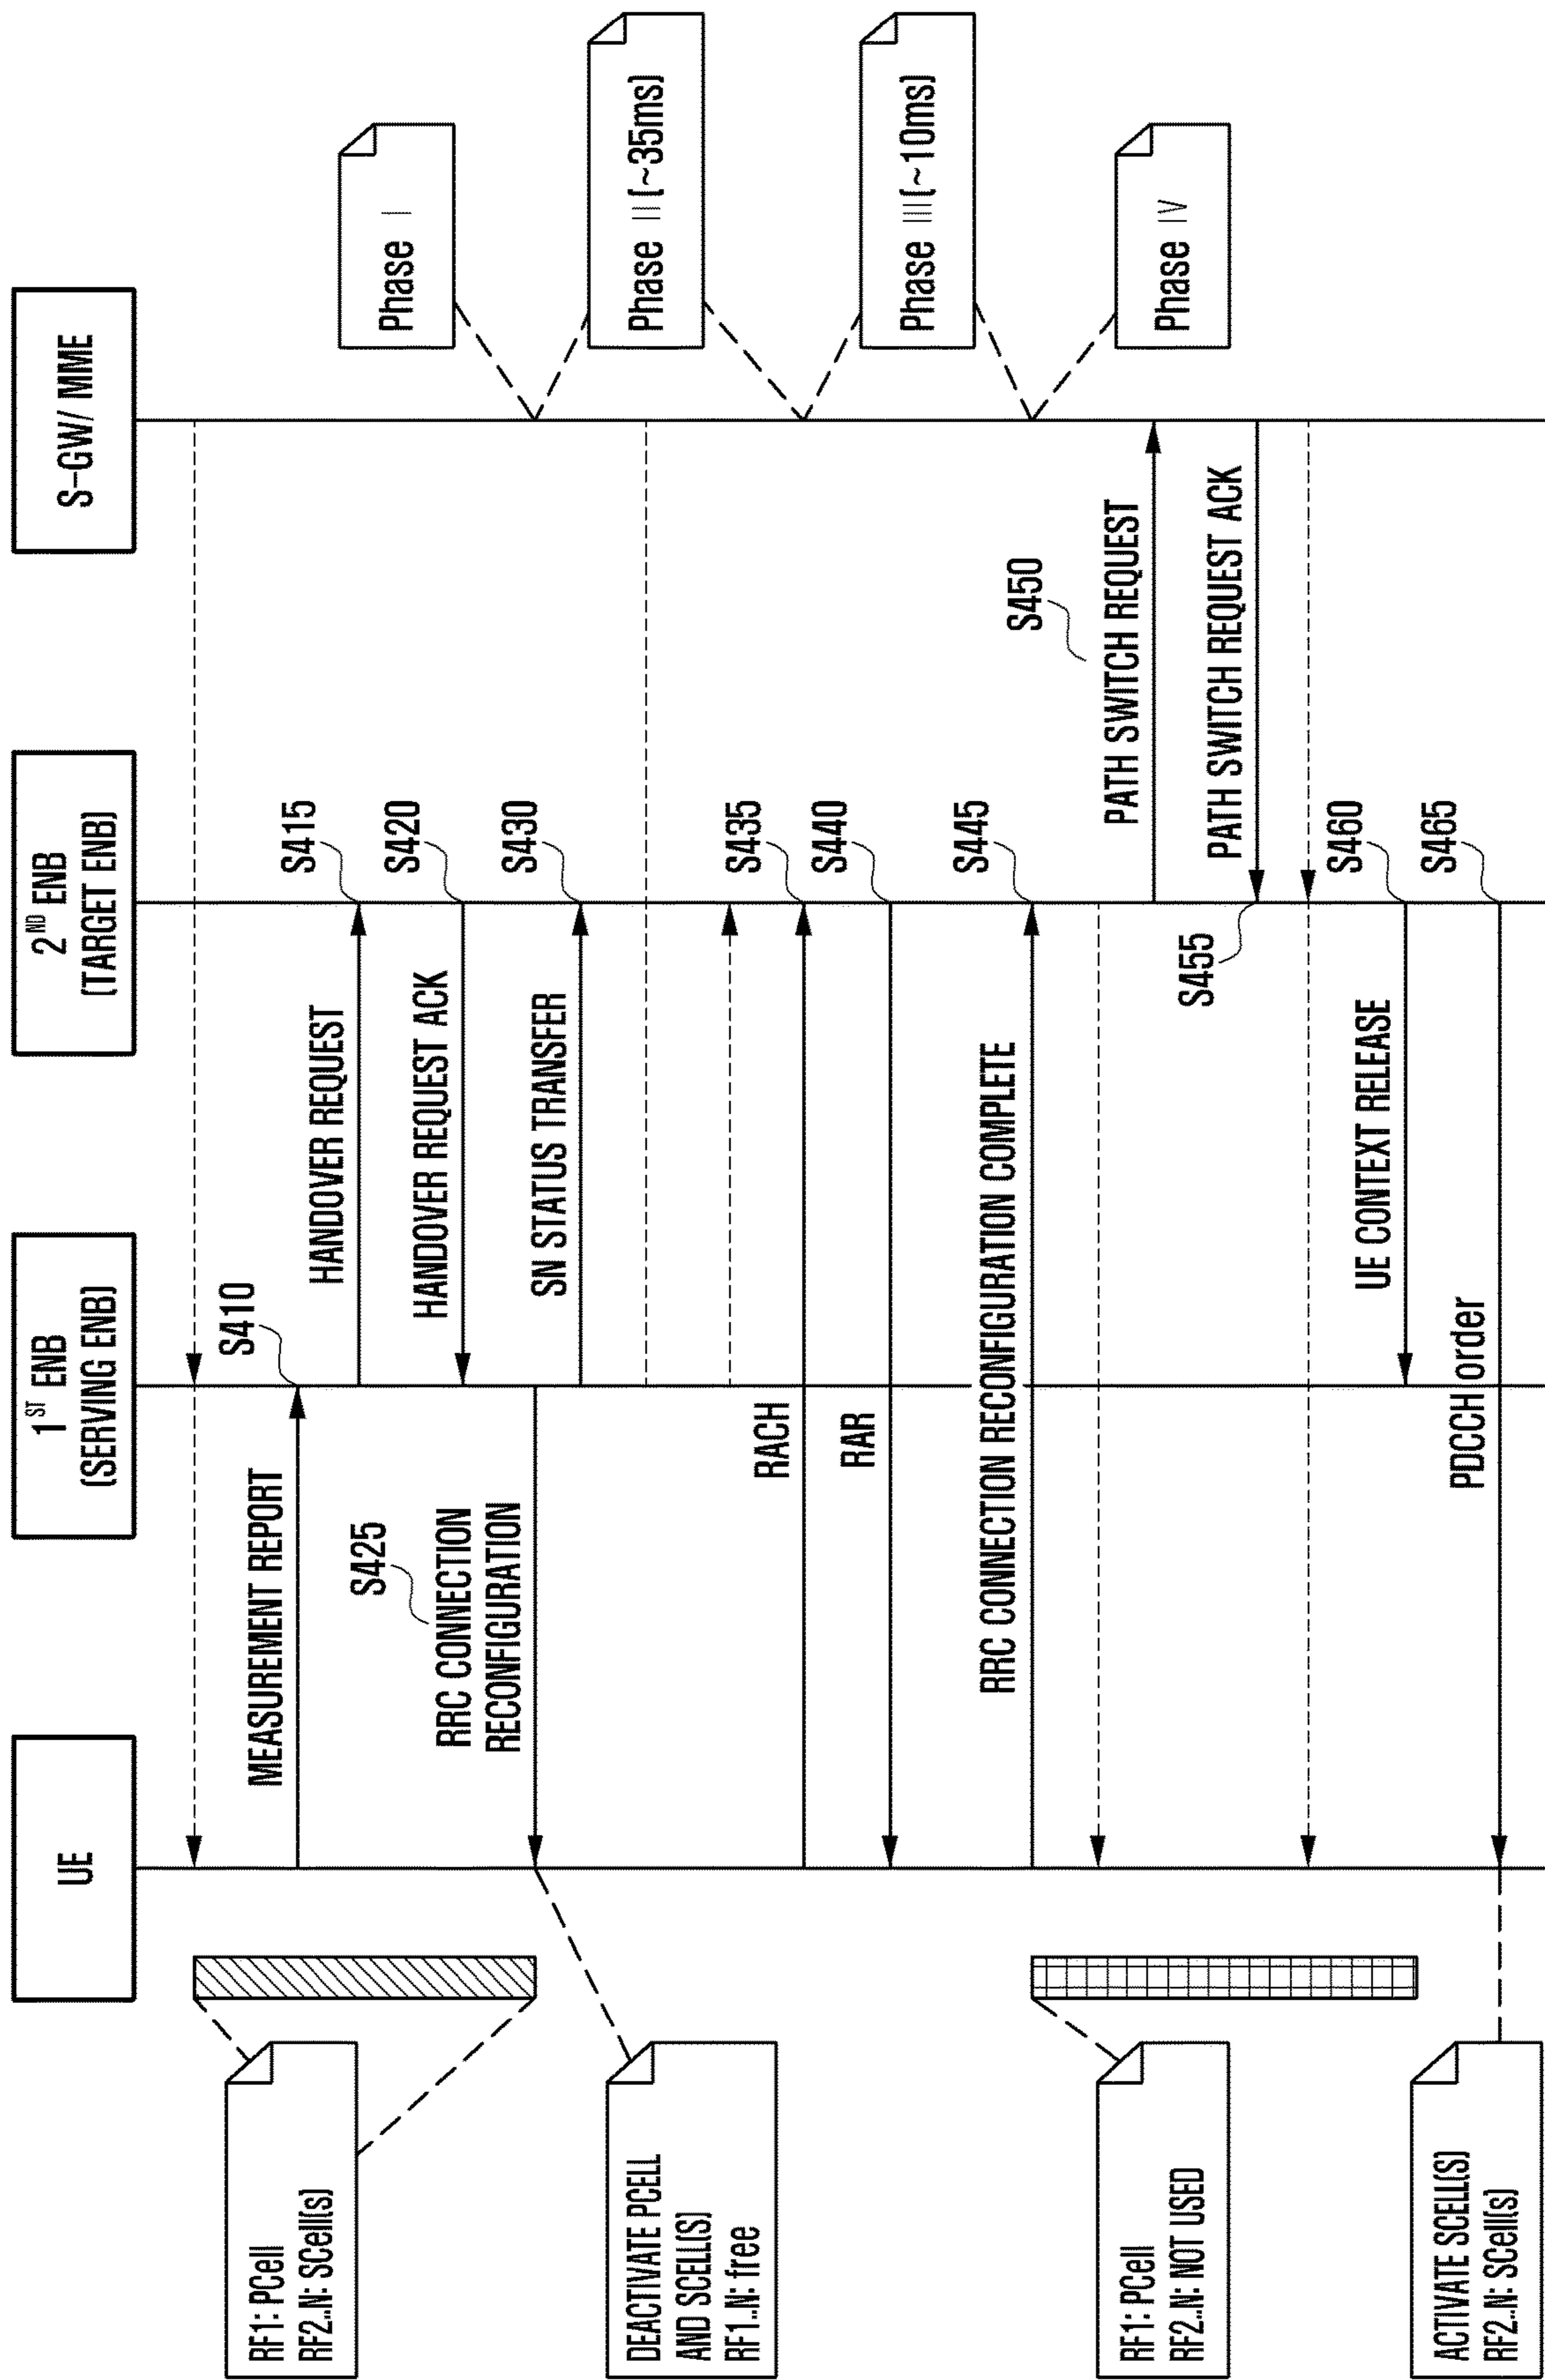 UE
1ST ENB
(SERVING ENB)
2ND ENB
(TARGET ENB)
S-GW/ MME
RF1: PCell
RF2..N: SCell(s)
MEASUREMENT REPORT
S410
HANDOVER REQUEST
S415
Phase I
S425
RRC CONNECTION
RECONFIGURATION
HANDOVER REQUEST ACK
S420
SN STATUS TRANSFER
S430
Phase II (~35ms)
DEACTIVATE PCELL
AND SCELL(S)
RF1..N: free
RACH
S435
RAR
S440
Phase III (~10ms)
RRC CONNECTION RECONFIGURATION COMPLETE
S445
S450
PATH SWITCH REQUEST
Phase IV
RF1: PCell
RF2..N: NOT USED
S455
PATH SWITCH REQUEST ACK
UE CONTEXT RELEASE
S460
PDCCH order
S465
ACTIVATE SCELL(S)
RF2..N: SCell(s)